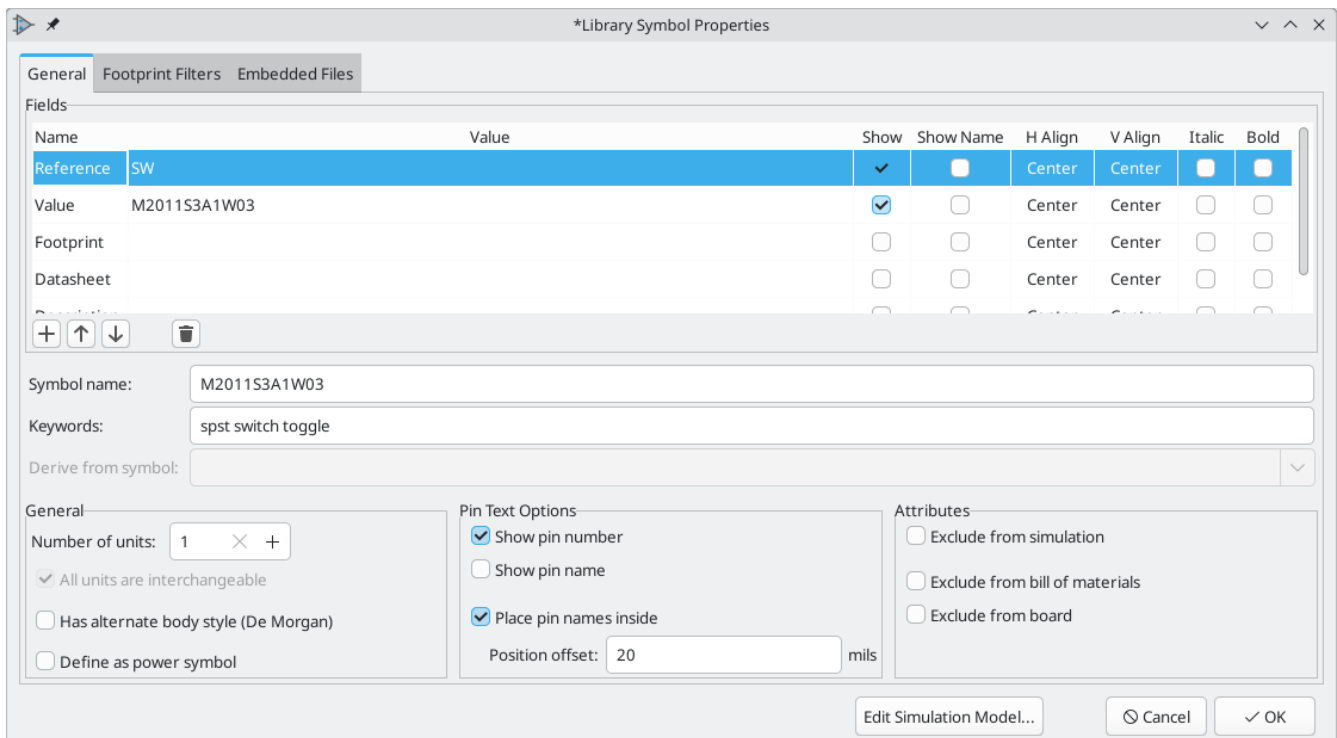 *Library Symbol Properties
General Footprint Filters Embedded Files
Fields
Name Value Show Show Name H Align V Align Italic Bold
Reference SW Center Center
Value M2011S3A1W03 Center Center
Footprint Center Center
Datasheet Center Center
Symbol name: M2011S3A1W03
Keywords: spst switch toggle
Derive from symbol:
General
Number of units: 1
All units are interchangeable
Has alternate body style (De Morgan)
Define as power symbol
Pin Text Options
Show pin number
Show pin name
Place pin names inside
Position offset: 20 mils
Attributes
Exclude from simulation
Exclude from bill of materials
Exclude from board
Edit Simulation Model... Cancel OK